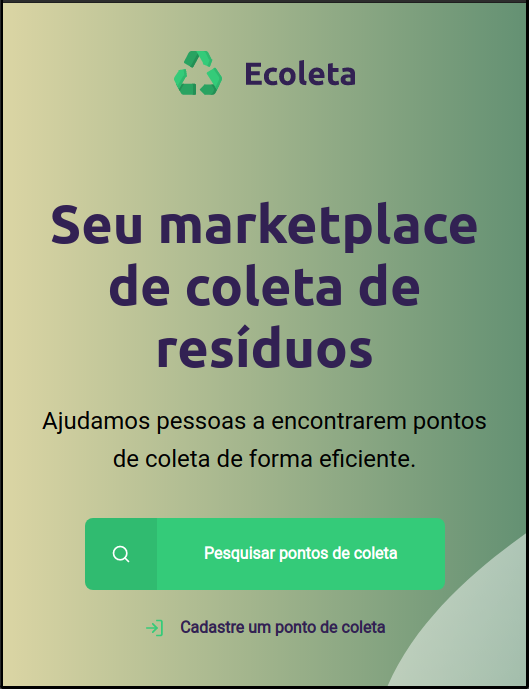 Ecoleta
Seu marketplace
de coleta de
resíduos
Ajudamos pessoas a encontrarem pontos
de coleta de forma eficiente.
Pesquisar pontos de coleta
Cadastre um ponto de coleta